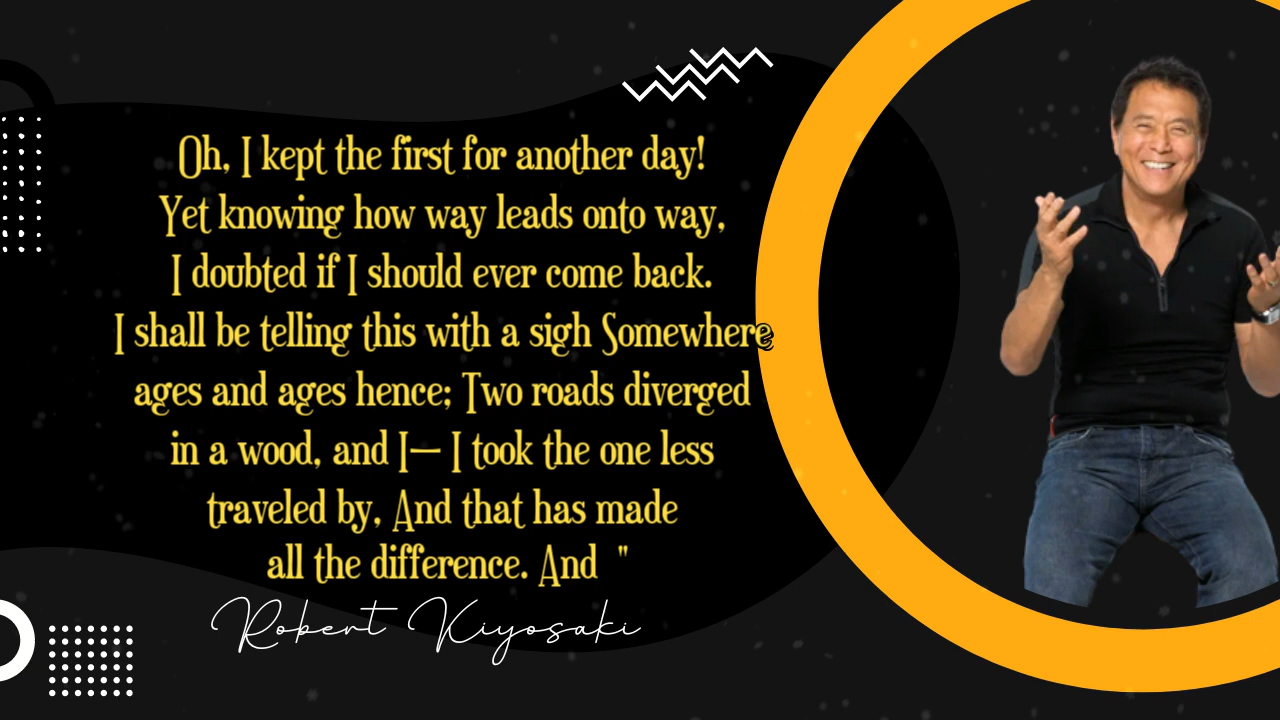 Oh, I kept the first for another day!
Yet knowing how way leads onto way,
I doubted if I should ever come back.
I shall be telling this with a sigh Somewhere
ages and ages hence; Two roads diverged
in a wood, and I— I took the one less
traveled by, And that has made
all the difference. And  "
Robert Kiyosaki